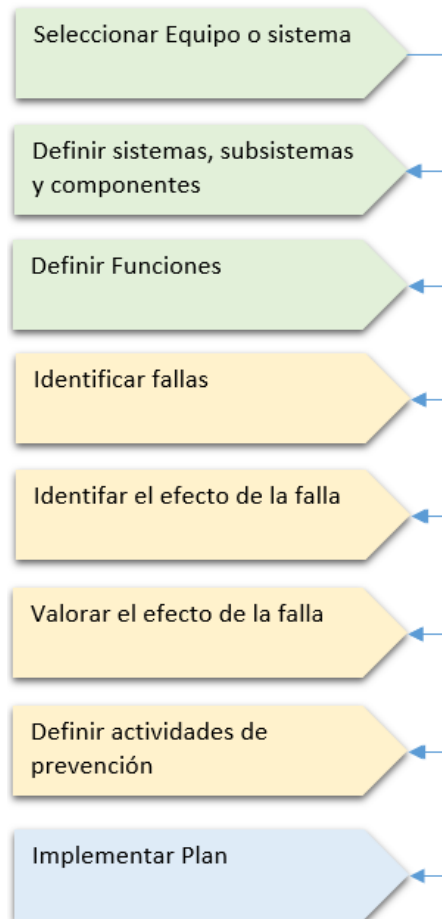 Seleccionar Equipo o sistema
Definir sistemas, subsistemas
y componentes
Definir Funciones
Identificar fallas
Identifar el efecto de la falla
Valorar el efecto de la falla
Definir actividades de
prevención
Implementar Plan